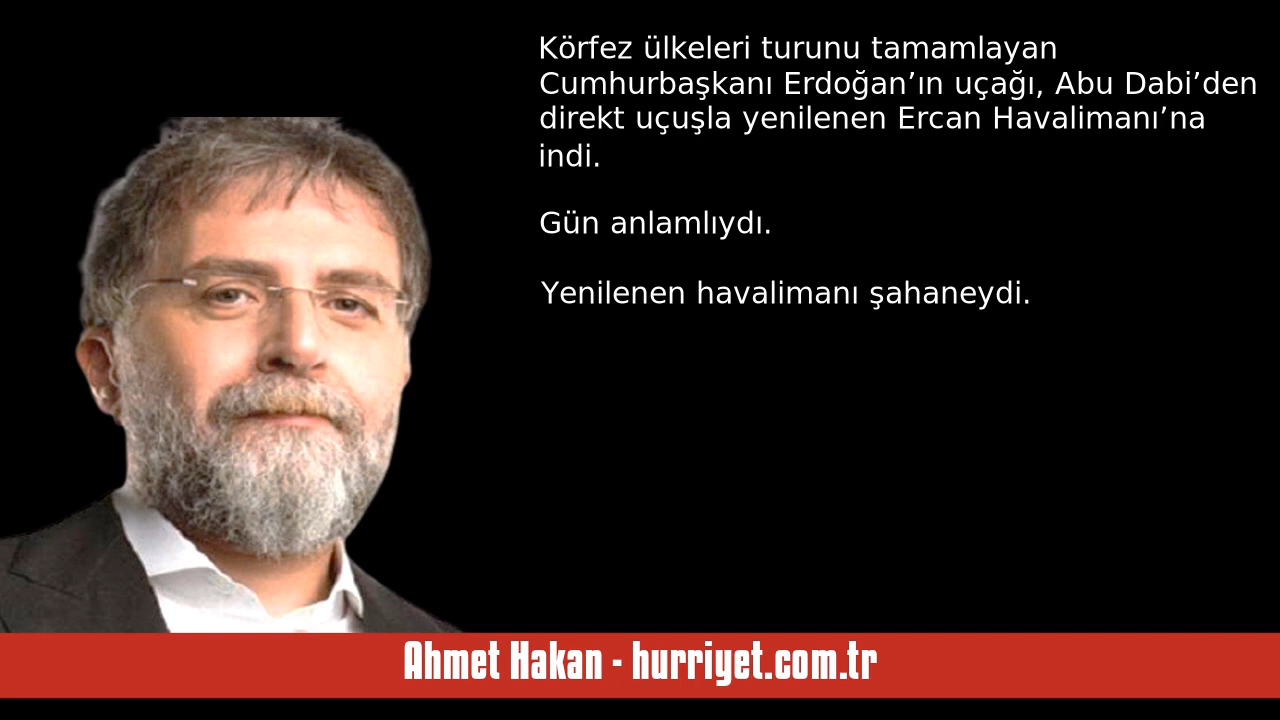 Körfez ülkeleri turunu tamamlayan
Cumhurbaşkanı Erdoğan’ın uçağı, Abu Dabi’den
direkt uçuşla yenilenen Ercan Havalimanı’na
indi.
Gün anlamlıydı.
Yenilenen havalimanı şahaneydi.
Ahmet Hakan - hurriyet.com.tr